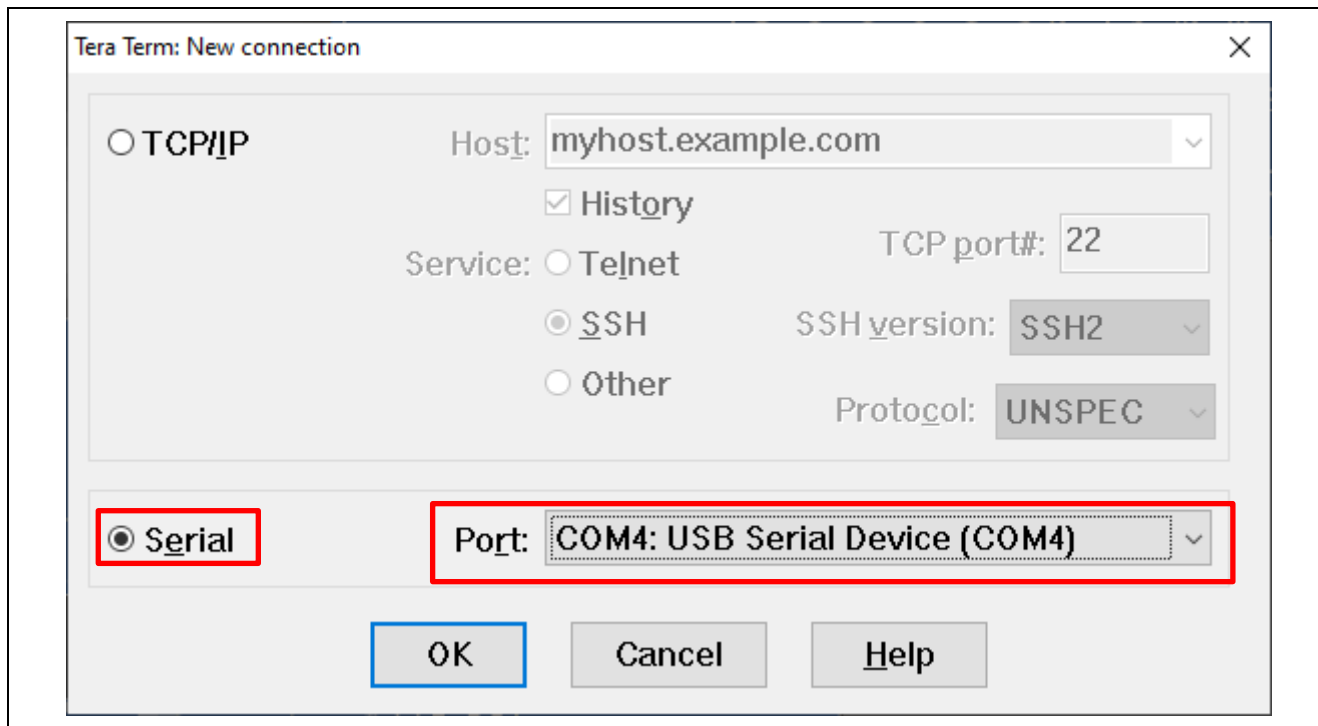 Tera Term: New connection
TCP/IP Host: myhost.example.com
History
Service: Telnet TCP port#: 22
SSH SSH version: SSH2
Other Protocol: UNSPEC
Serial Port: COM4: USB Serial Device (COM4)
OK Cancel Help